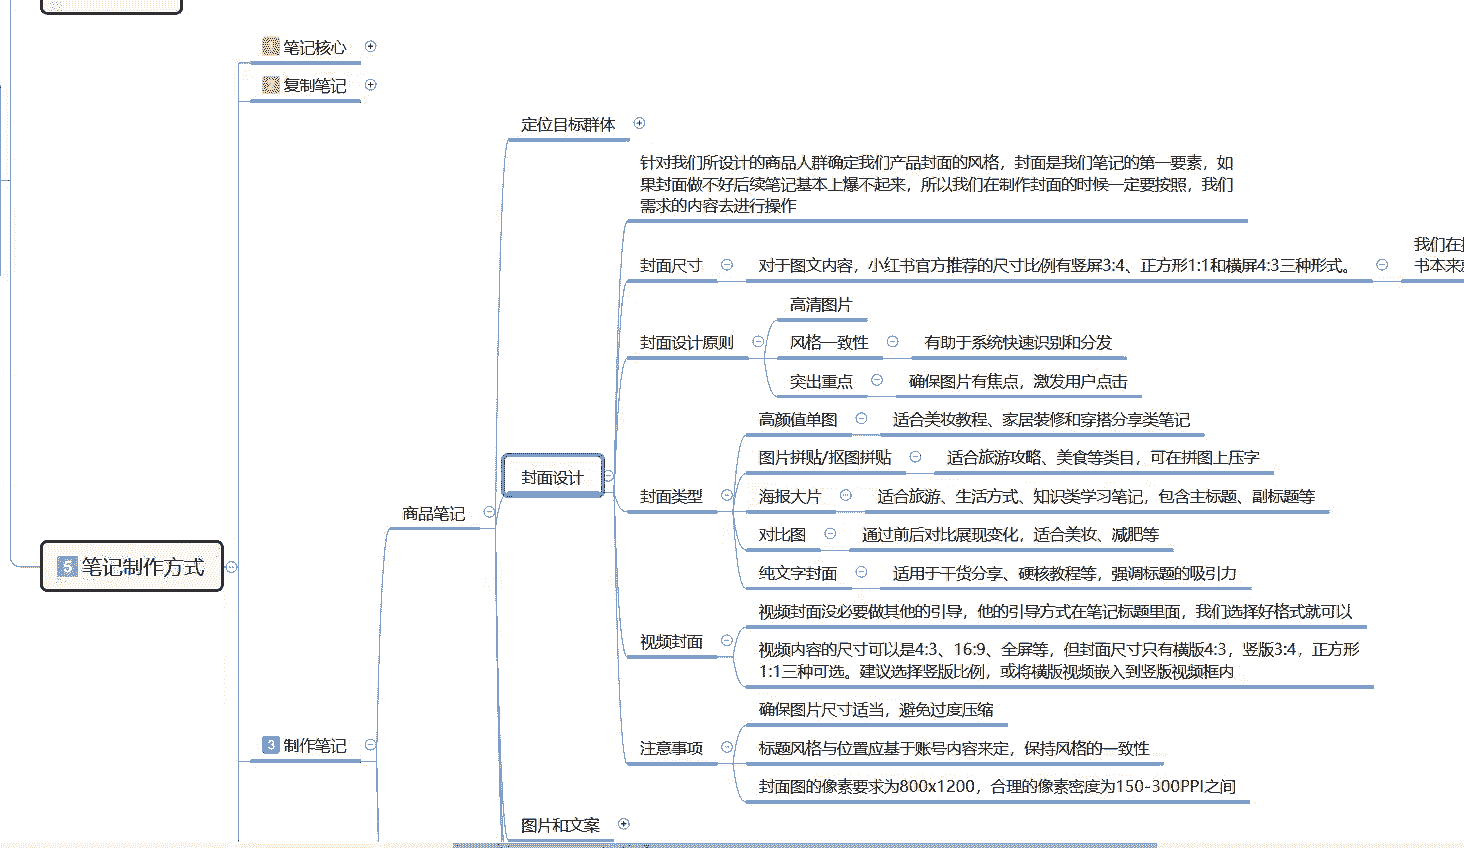 笔记核心
复制笔记
定位目标群体
针对我们所设计的商品人群确定我们产品封面的风格，封面是我们笔记的第一要素，如
果封面做不好后续笔记基本上爆不起来，所以我们在制作封面的时候一定要按照，我们
需求的内容去进行操作
我们在
封面尺寸
对于图文内容，小红书官方推荐的尺寸比例有竖屏3:4、正方形1:1和横屏4:3三种形式。
书本来
高清图片
封面设计原则
风格一致性
有助于系统快速识别和分发
突出重点
确保图片有焦点，激发用户点击
高颜值单图
适合美妆教程、家居装修和穿搭分享类笔记
图片拼贴/抠图拼贴
适合旅游攻略、美食等类目，可在拼图上压字
封面设计
封面类型
海报大片
适合旅游、生活方式、知识类学习笔记，包含主标题、副标题等
商品笔记
对比图
通过前后对比展现变化，适合美妆、减肥等
5 笔记制作方式
纯文字封面
适用于干货分享、硬核教程等，强调标题的吸引力
视频封面没必要做其他的引导，他的引导方式在笔记标题里面，我们选择好格式就可以
视频封面
视频内容的尺寸可以是4:3、16:9、全屏等，但封面尺寸只有横版4:3，竖版3:4，正方形
1:1三种可选。建议选择竖版比例，或将横版视频嵌入到竖版视频框内
确保图片尺寸适当，避免过度压缩
3 制作笔记
注意事项
标题风格与位置应基于账号内容来定，保持风格的一致性
封面图的像素要求为800x1200，合理的像素密度为150-300PPI之间
图片和文案